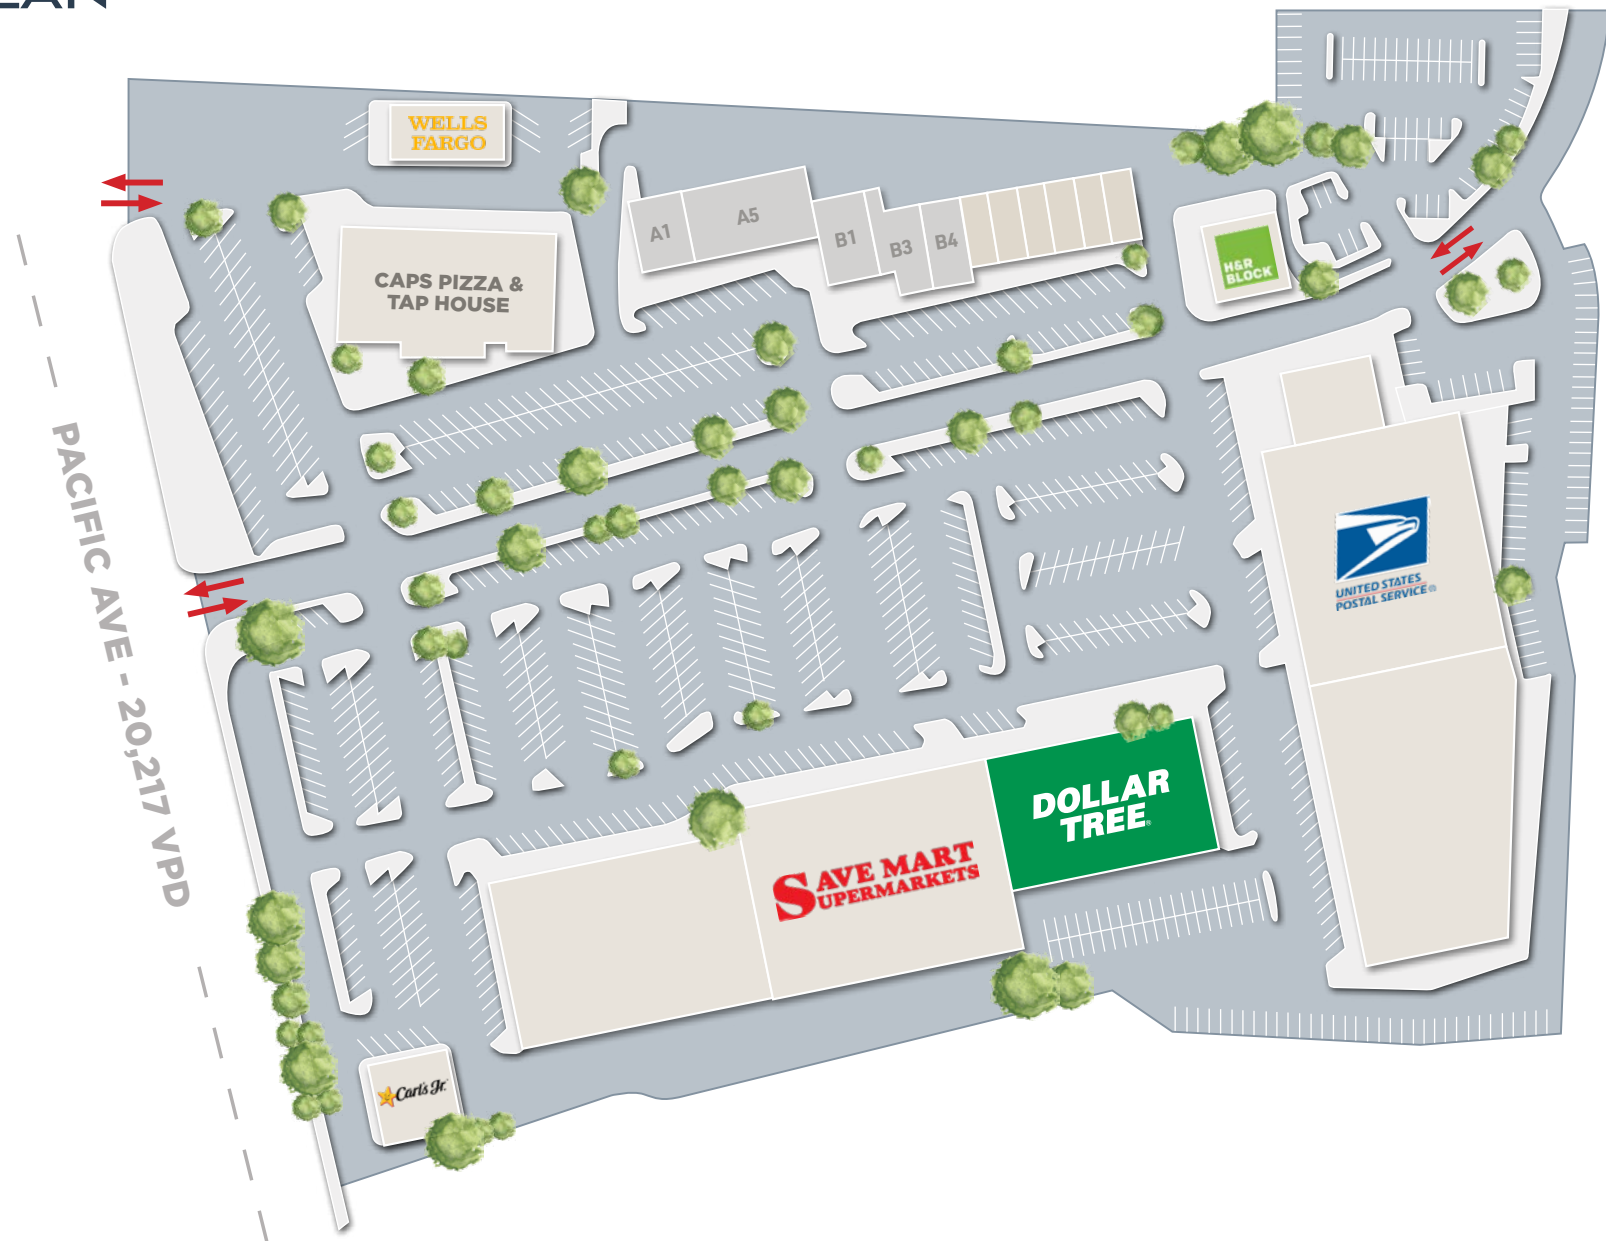 WELLS
FARGO
CAPS PIZZA &
TAP HOUSE
A1
A5
B1
B3
B4
H&R
BLOCK
PACIFIC AVE - 20,217 VPD
UNITED STATES
POSTAL SERVICE®
DOLLAR
TREE®
SAVE MART
SUPERMARKETS
Carl's Jr.